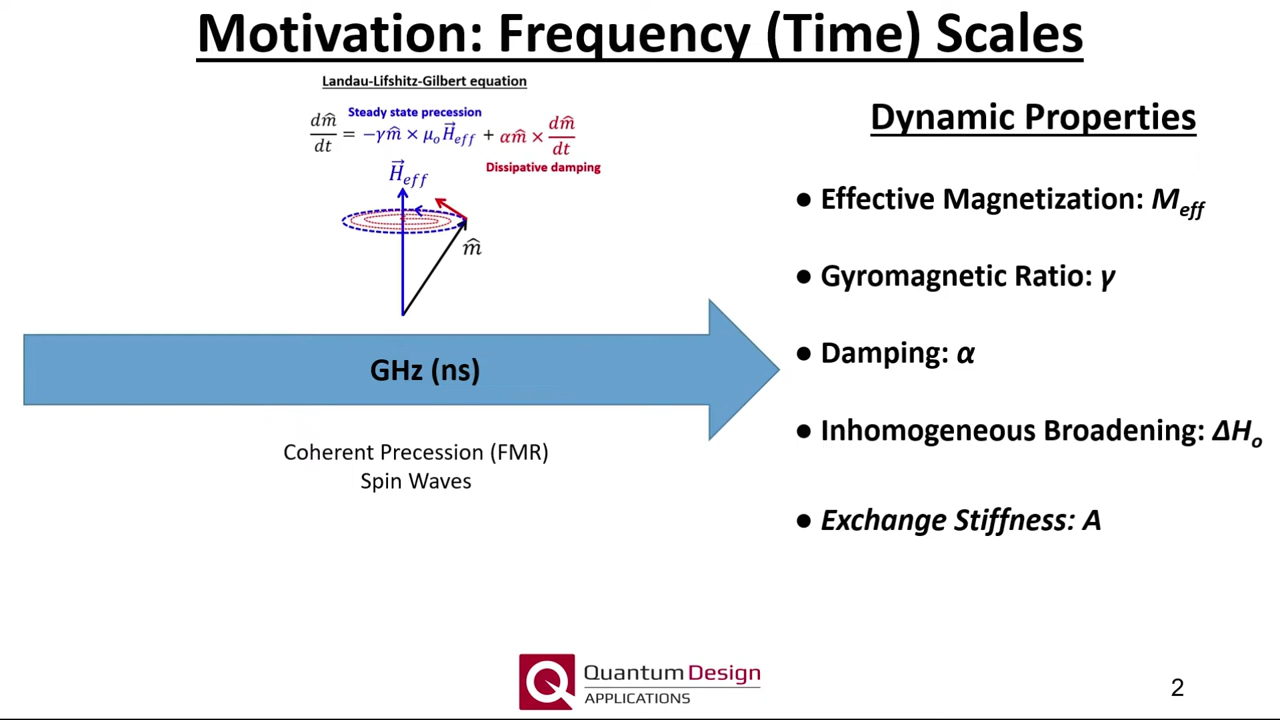 Motivation: Frequency (Time) Scales
Landau-Lifshitz-Gilbert equation
Steady state precession
dm̂/dt = −γm̂ × μₒH⃗eff + αm̂ × dm̂/dt
Dissipative damping
H⃗eff
m̂
GHz (ns)
Coherent Precession (FMR)
Spin Waves
Dynamic Properties
● Effective Magnetization: Meff
● Gyromagnetic Ratio: γ
● Damping: α
● Inhomogeneous Broadening: ΔHo
● Exchange Stiffness: A
Quantum Design
APPLICATIONS
2